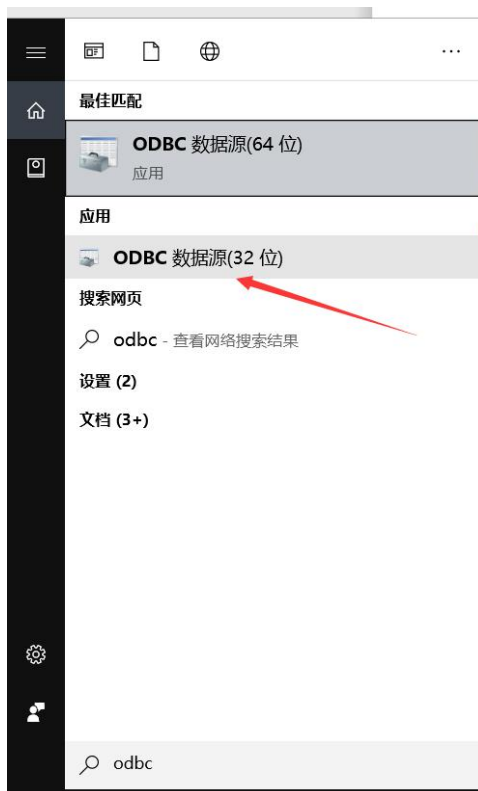 最佳匹配
ODBC 数据源(64 位)
应用
应用
ODBC 数据源(32 位)
搜索网页
odbc - 查看网络搜索结果
设置 (2)
文档 (3+)
odbc